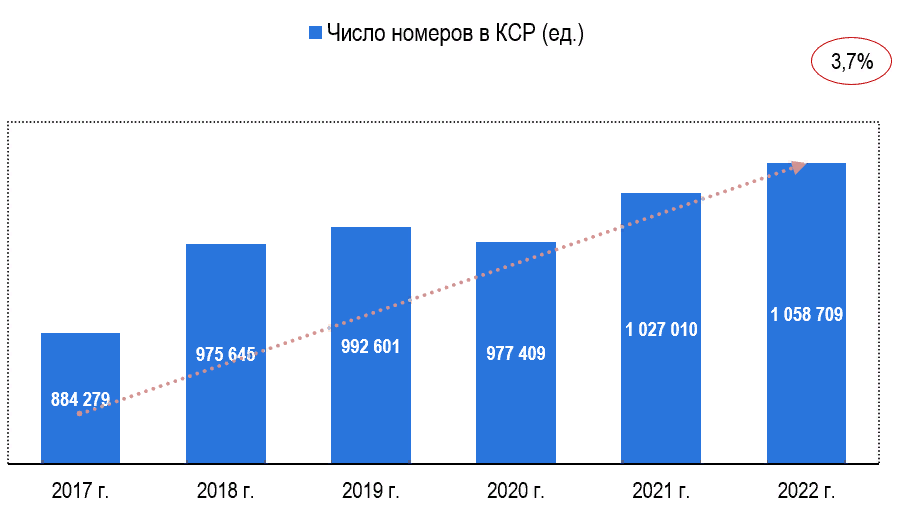 Число номеров в КСР (ед.)
3,7%
884 279
975 645
992 601
977 409
1 027 010
1 058 709
2017 г.
2018 г.
2019 г.
2020 г.
2021 г.
2022 г.